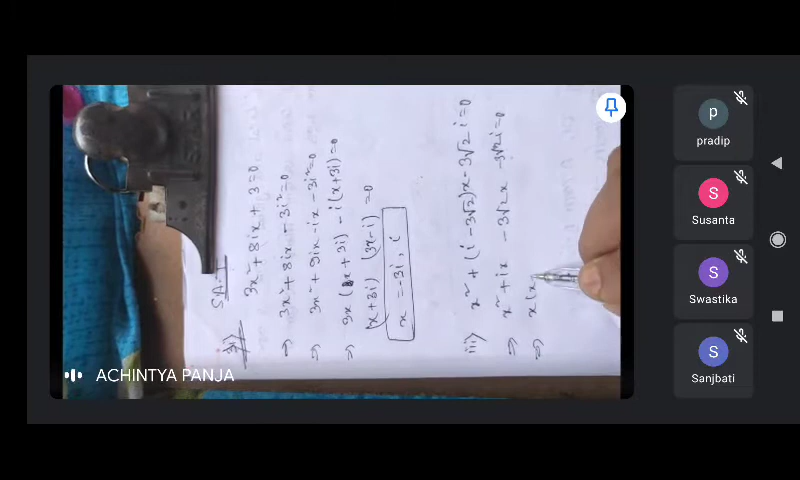 S.A.-I
ii) 3x² + 8ix + 3 = 0
⇒ 3x² + 8ix - 3i² = 0
⇒ 3x² + 9ix - ix - 3i² = 0
⇒ 3x (x + 3i) - i (x + 3i) = 0
(x + 3i) (3x - i) = 0
x = -3i, i
iii) x² + (i - 3√2)x - 3√2 i = 0
⇒ x² + ix - 3√2x - 3√2i = 0
⇒ x(x
ACHINTYA PANJA
p
pradip
S
Susanta
S
Swastika
S
Sanjbati